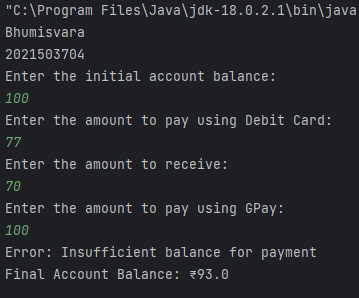 "C:\Program Files\Java\jdk-18.0.2.1\bin\java
Bhumisvara
2021503704
Enter the initial account balance:
100
Enter the amount to pay using Debit Card:
77
Enter the amount to receive:
70
Enter the amount to pay using GPay:
100
Error: Insufficient balance for payment
Final Account Balance: ₹93.0